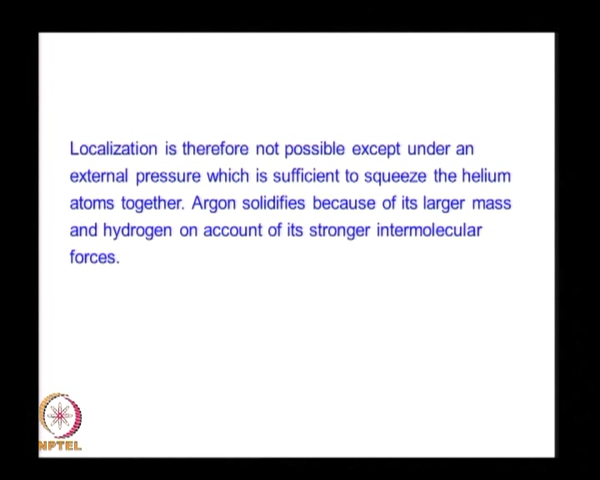 Localization is therefore not possible except under an
external pressure which is sufficient to squeeze the helium
atoms together. Argon solidifies because of its larger mass
and hydrogen on account of its stronger intermolecular
forces.
NPTEL